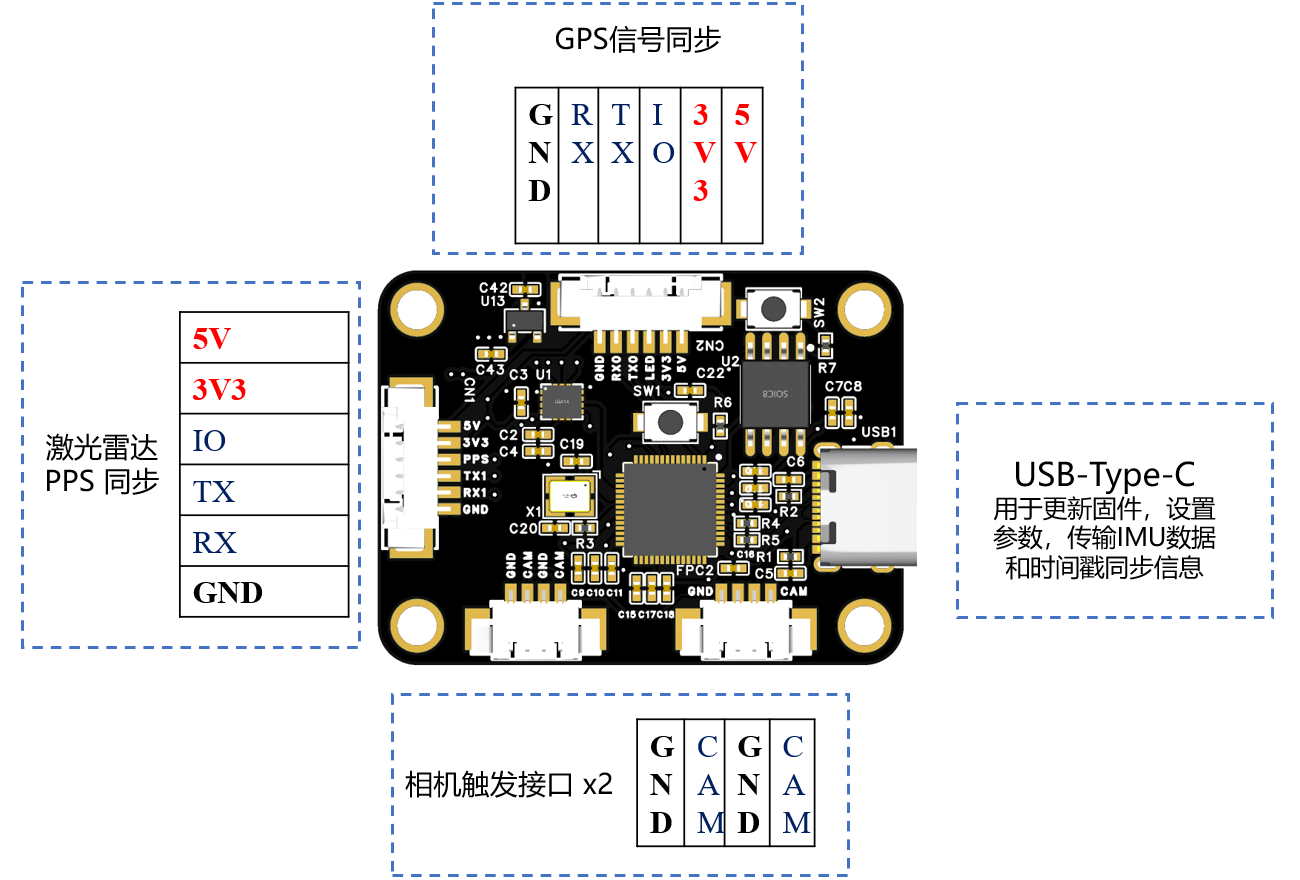 GPS信号同步
GND
RX
TX
IO
3V3
5V
激光雷达
PPS 同步
5V
3V3
IO
TX
RX
GND
C42
U13
C43
CN1
C3
U1
C2
C4
C19
X1
C20
R3
GND
RX0
TX0
LED
3V3
5V
CN2
SW2
U2
R7
C22
SW1
R6
SOIC8
C7
C8
USB1
C6
5V
3V3
PPS
TX1
RX1
GND
R2
R4
R5
C16
R1
C5
FPC2
GND
CAM
GND
CAM
C9
C10
C11
C15
C17
C18
GND
CAM
USB-Type-C
用于更新固件，设置
参数，传输IMU数据
和时间戳同步信息
相机触发接口 x2
GND
CAM
GND
CAM